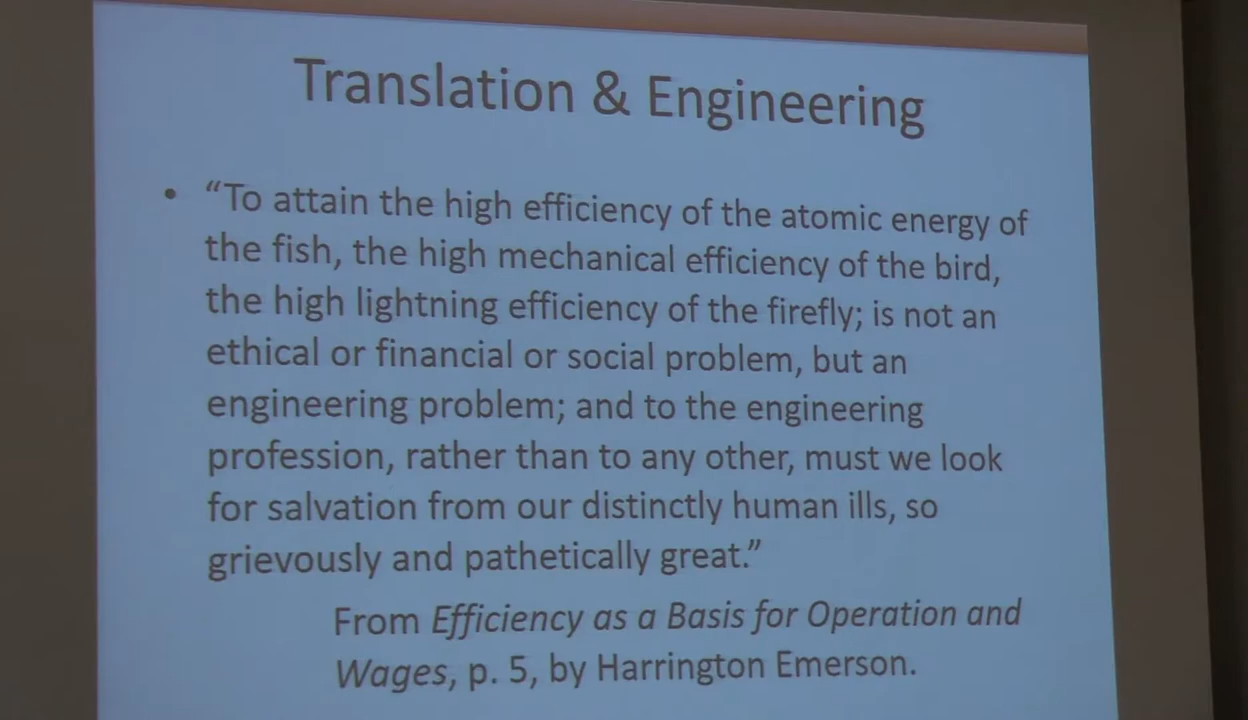 Translation & Engineering
• “To attain the high efficiency of the atomic energy of
the fish, the high mechanical efficiency of the bird,
the high lightning efficiency of the firefly; is not an
ethical or financial or social problem, but an
engineering problem; and to the engineering
profession, rather than to any other, must we look
for salvation from our distinctly human ills, so
grievously and pathetically great.”
From Efficiency as a Basis for Operation and
Wages, p. 5, by Harrington Emerson.